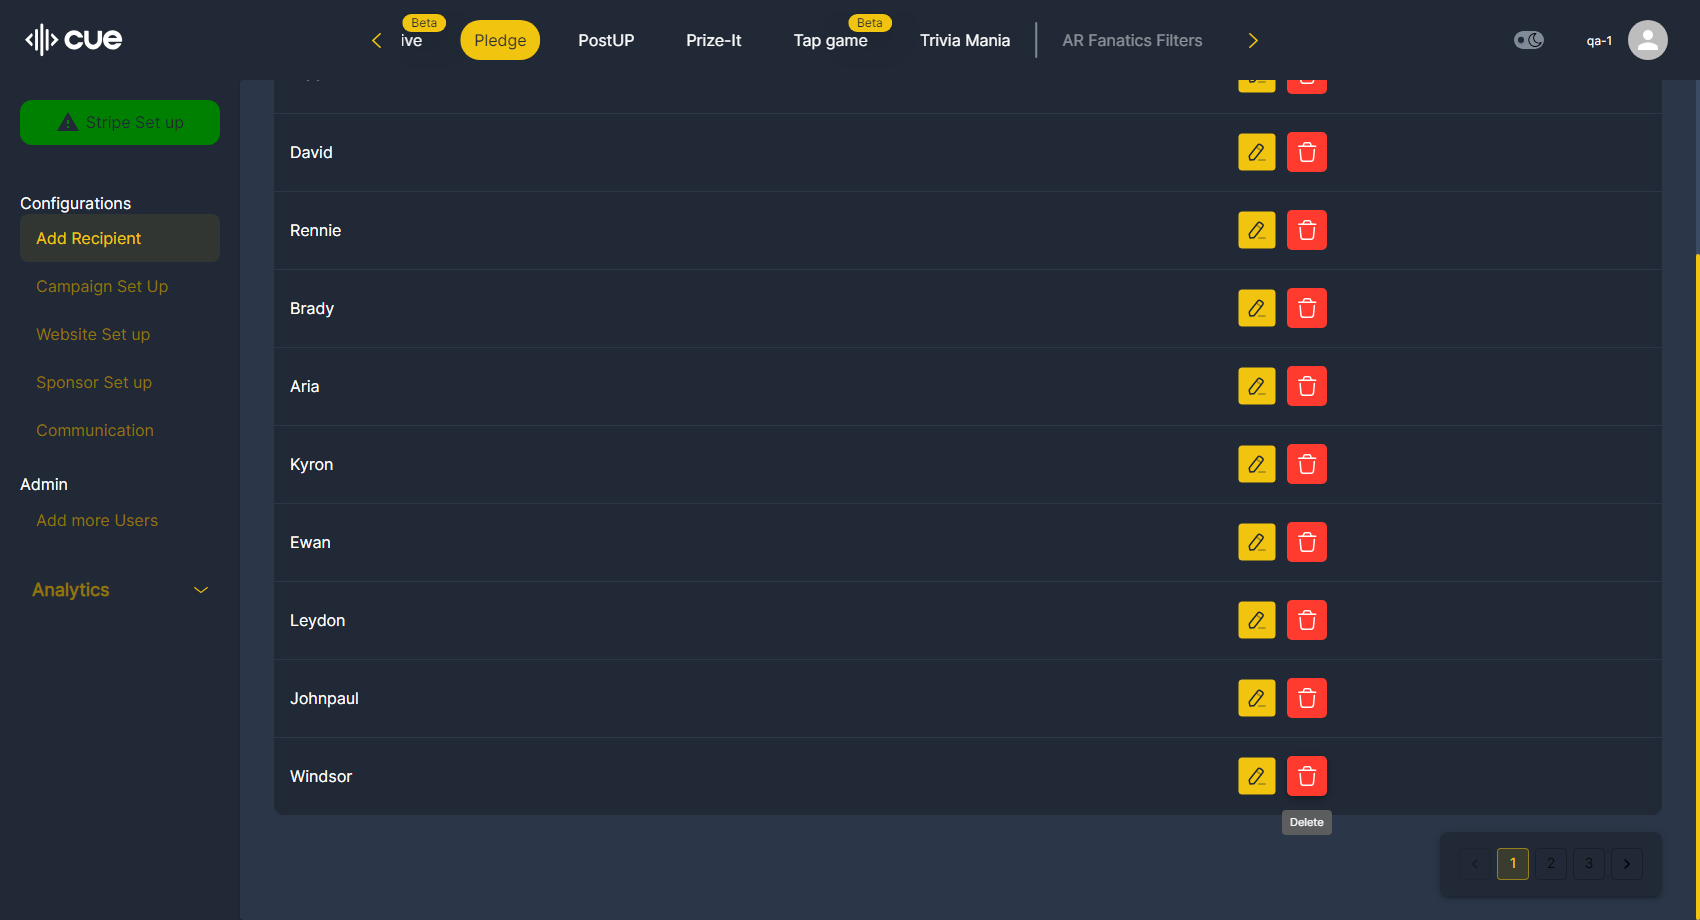 cue
Beta
ive
Pledge
PostUP
Prize-It
Tap game
Beta
Trivia Mania
AR Fanatics Filters
qa-1
Stripe Set up
Configurations
Add Recipient
Campaign Set Up
Website Set up
Sponsor Set up
Communication
Admin
Add more Users
Analytics
David
Rennie
Brady
Aria
Kyron
Ewan
Leydon
Johnpaul
Windsor
Delete
1
2
3